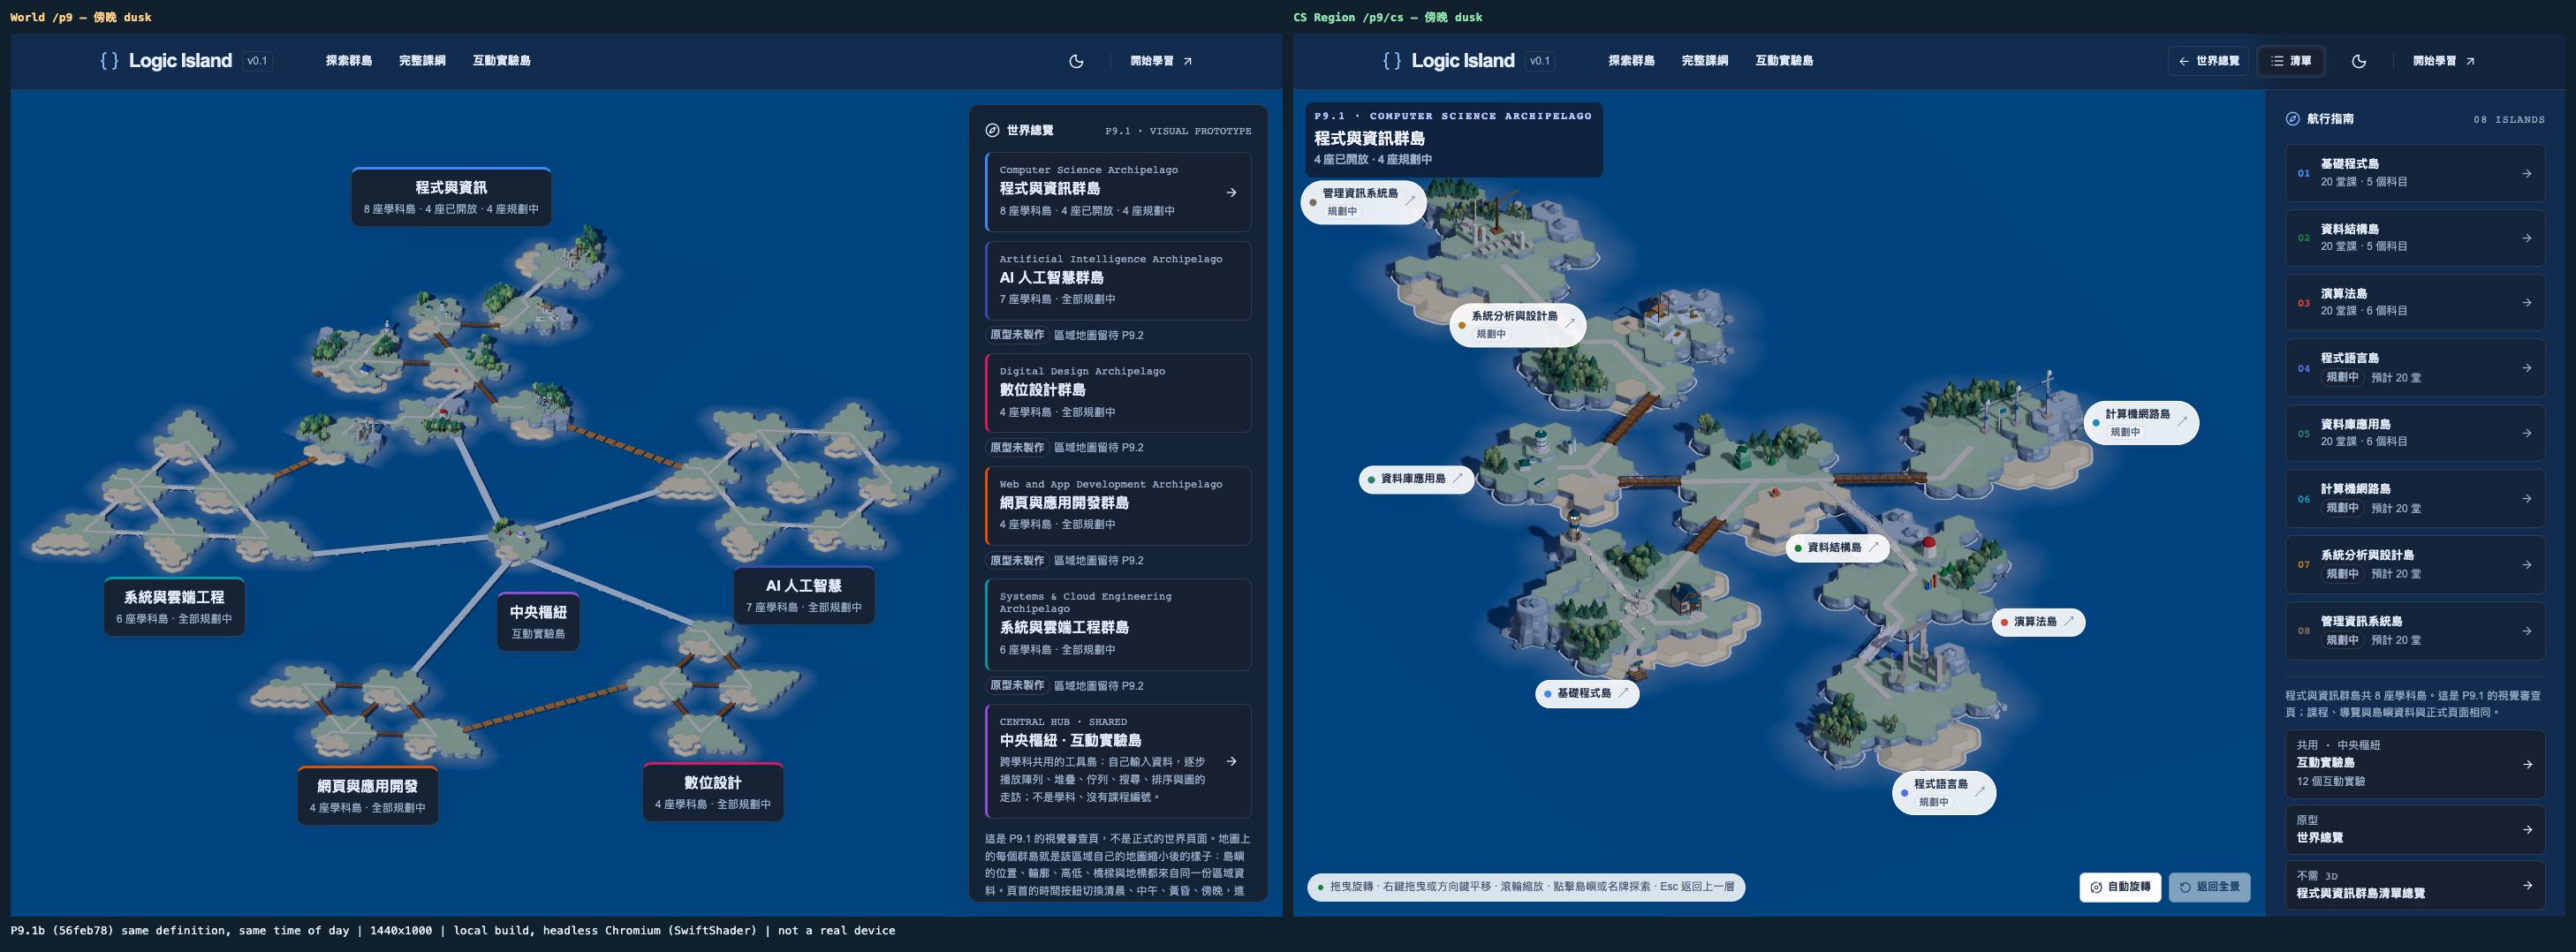 World /p9 — 傍晚 dusk
{ } Logic Island v0.1 探索群島 完整課綱 互動實驗島 開始學習
程式與資訊
8 座學科島 · 4 座已開放 · 4 座規劃中
系統與雲端工程
6 座學科島 · 全部規劃中
中央樞紐
互動實驗島
AI 人工智慧
7 座學科島 · 全部規劃中
網頁與應用開發
4 座學科島 · 全部規劃中
數位設計
4 座學科島 · 全部規劃中
世界總覽 P9.1 · VISUAL PROTOTYPE
Computer Science Archipelago
程式與資訊群島
8 座學科島 · 4 座已開放 · 4 座規劃中
Artificial Intelligence Archipelago
AI 人工智慧群島
7 座學科島 · 全部規劃中
原型未製作 區域地圖留待 P9.2
Digital Design Archipelago
數位設計群島
4 座學科島 · 全部規劃中
原型未製作 區域地圖留待 P9.2
Web and App Development Archipelago
網頁與應用開發群島
4 座學科島 · 全部規劃中
原型未製作 區域地圖留待 P9.2
Systems & Cloud Engineering
Archipelago
系統與雲端工程群島
6 座學科島 · 全部規劃中
原型未製作 區域地圖留待 P9.2
CENTRAL HUB · SHARED
中央樞紐 · 互動實驗島
跨學科共用的工具島：自己輸入資料，逐步
播放陣列、堆疊、佇列、搜尋、排序與圖的
走訪；不是學科、沒有課程編號。
這是 P9.1 的視覺審查頁，不是正式的世界頁面。地圖上
的每個群島就是該區域自己的地圖縮小後的樣子：島嶼
的位置、輪廓、高低、橋樑與地標都來自同一份區域資
料。頁首的時間按鈕切換清晨、中午、黃昏、傍晚，進
CS Region /p9/cs — 傍晚 dusk
{ } Logic Island v0.1 探索群島 完整課綱 互動實驗島 ← 世界總覽 清單 開始學習
P9.1 · COMPUTER SCIENCE ARCHIPELAGO
程式與資訊群島
4 座已開放 · 4 座規劃中
管理資訊系統島
規劃中
系統分析與設計島
規劃中
計算機網路島
規劃中
資料庫應用島
資料結構島
演算法島
基礎程式島
程式語言島
規劃中
拖曳旋轉 · 右鍵拖曳或方向鍵平移 · 滾輪縮放 · 點擊島嶼或名牌探索 · Esc 返回上一層
自動旋轉 返回全景
航行指南 08 ISLANDS
01 基礎程式島
20 堂課 · 5 個科目
02 資料結構島
20 堂課 · 5 個科目
03 演算法島
20 堂課 · 6 個科目
04 程式語言島
規劃中 預計 20 堂
05 資料庫應用島
20 堂課 · 6 個科目
06 計算機網路島
規劃中 預計 20 堂
07 系統分析與設計島
規劃中 預計 20 堂
08 管理資訊系統島
規劃中 預計 20 堂
程式與資訊群島共 8 座學科島。這是 P9.1 的視覺審查
頁；課程、導覽與島嶼資料與正式頁面相同。
共用 · 中央樞紐
互動實驗島
12 個互動實驗
原型
世界總覽
不需 3D
程式與資訊群島清單總覽
P9.1b (56feb78) same definition, same time of day | 1440x1000 | local build, headless Chromium (SwiftShader) | not a real device